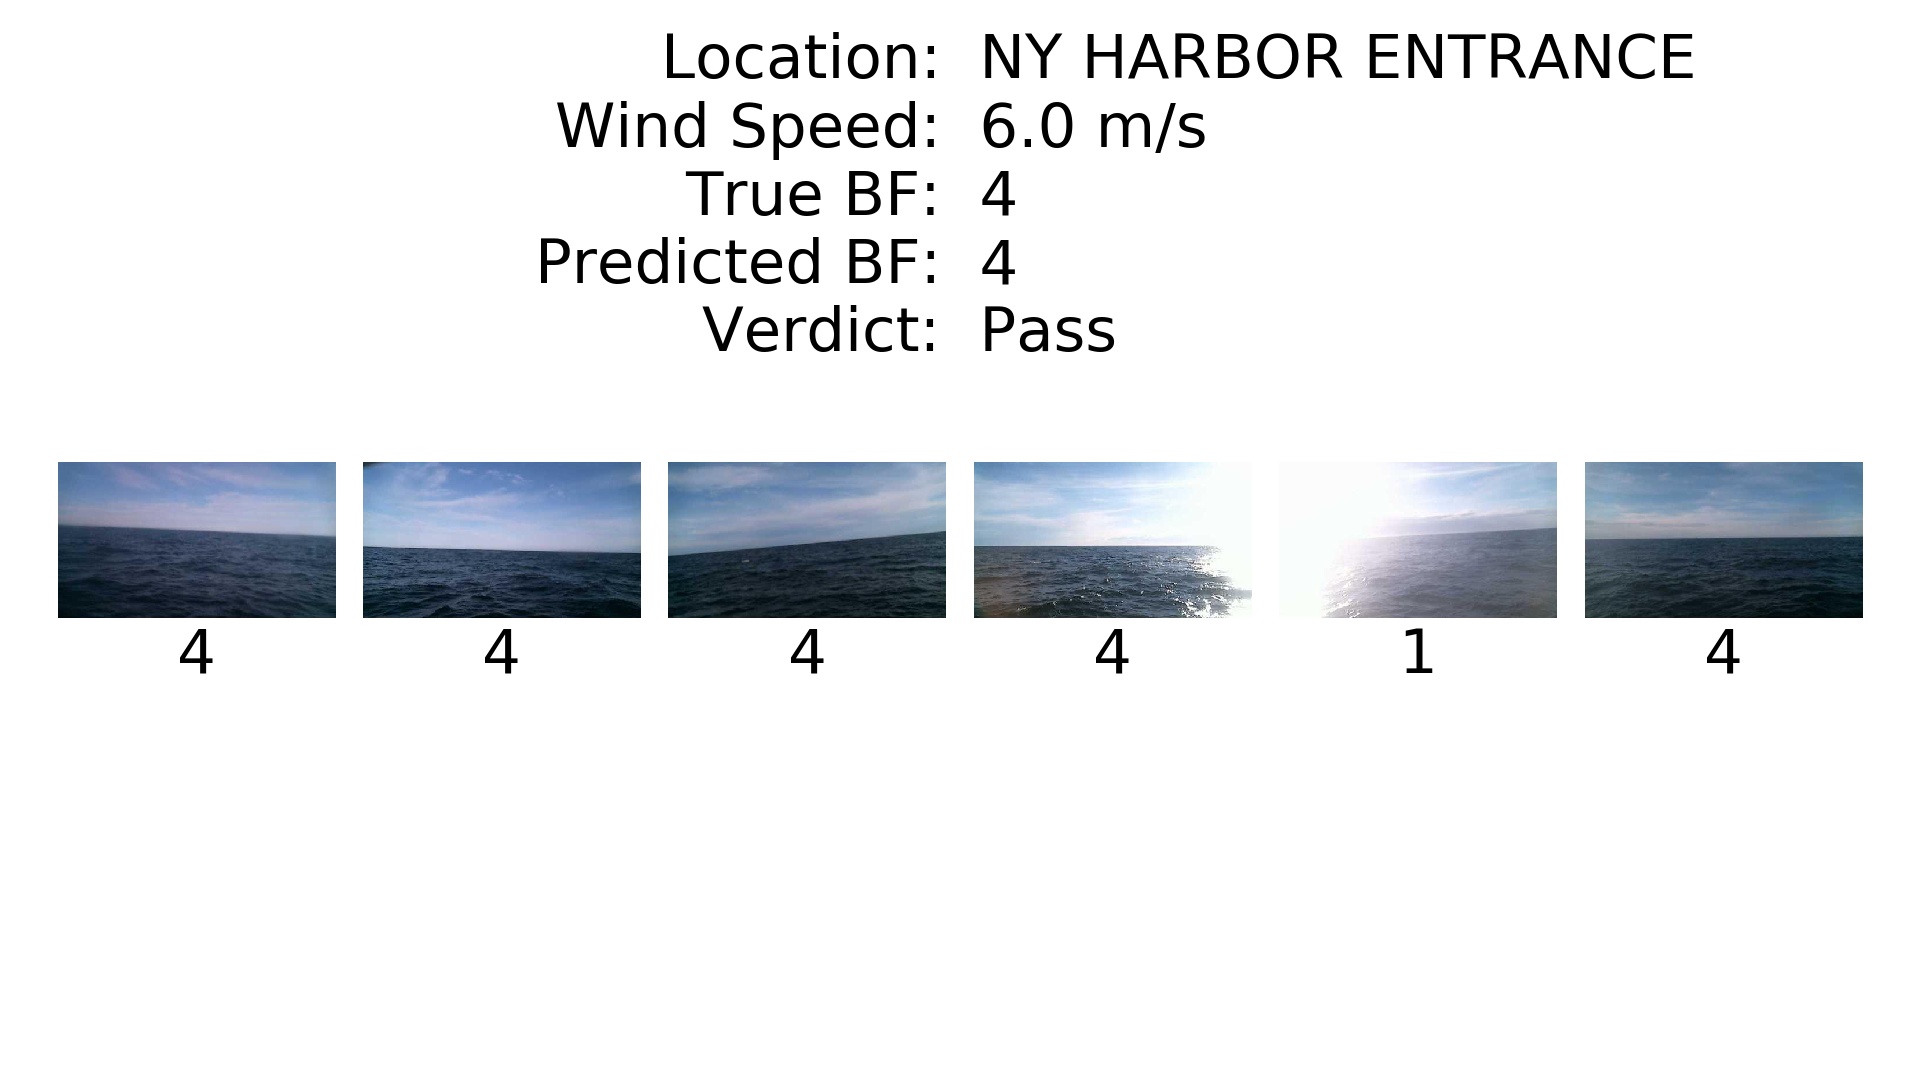 Location: NY HARBOR ENTRANCE
Wind Speed: 6.0 m/s
True BF: 4
Predicted BF: 4
Verdict: Pass
4 4 4 4 1 4